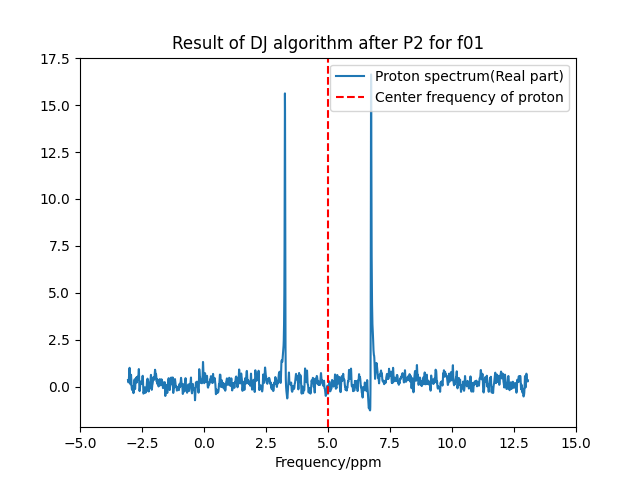 Result of DJ algorithm after P2 for f01
Proton spectrum(Real part)
Center frequency of proton
17.5
15.0
12.5
10.0
7.5
5.0
2.5
0.0
−5.0 −2.5 0.0 2.5 5.0 7.5 10.0 12.5 15.0
Frequency/ppm